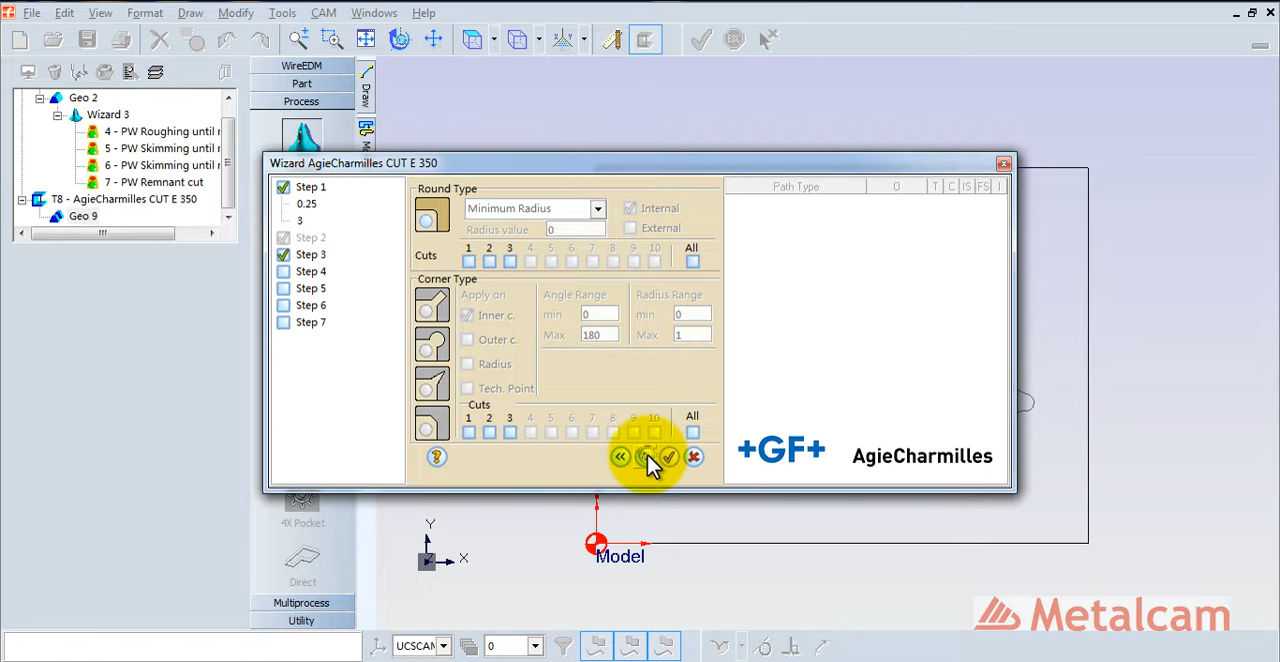 File Edit View Format Draw Modify Tools CAM Windows Help
WireEDM
Part
Process
Draw
Geo 2
Wizard 3
4 - PW Roughing until r
5 - PW Skimming until
6 - PW Skimming until
7 - PW Remnant cut
T8 - AgieCharmilles CUT E 350
Geo 9
Wizard AgieCharmilles CUT E 350
Step 1
0.25
3
Step 2
Step 3
Step 4
Step 5
Step 6
Step 7
Round Type
Minimum Radius
Internal
Radius value 0
External
Cuts 1 2 3 4 5 6 7 8 9 10 All
Corner Type
Apply on Angle Range Radius Range
Inner c. min 0 min 0
Outer c. Max 180 Max 1
Radius
Tech. Point
Cuts
1 2 3 4 5 6 7 8 9 10 All
Path Type O T C IS FS I
+GF+ AgieCharmilles
4X Pocket
Direct
Multiprocess
Utility
Y
X
Model
Metalcam
UCSCAN 0